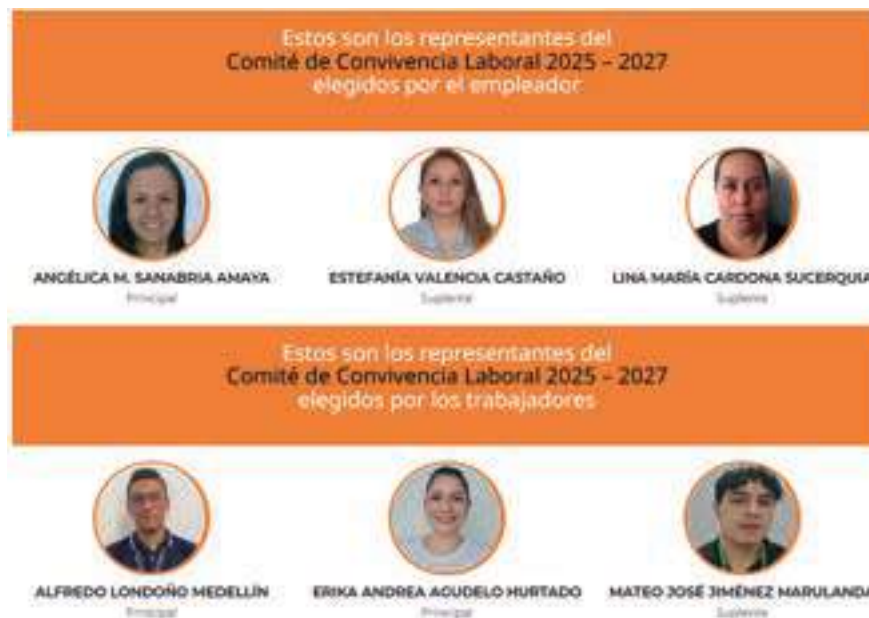 Estos son los representantes del
Comité de Convivencia Laboral 2025 – 2027
elegidos por el empleador
ANGÉLICA M. SANABRIA AMAYA
Principal
ESTEFANÍA VALENCIA CASTAÑO
Suplente
LINA MARÍA CARDONA SUCERQUIA
Suplente
Estos son los representantes del
Comité de Convivencia Laboral 2025 – 2027
elegidos por los trabajadores
ALFREDO LONDOÑO MEDELLÍN
Principal
ERIKA ANDREA AGUDELO HURTADO
Principal
MATEO JOSÉ JIMÉNEZ MARULANDA
Suplente